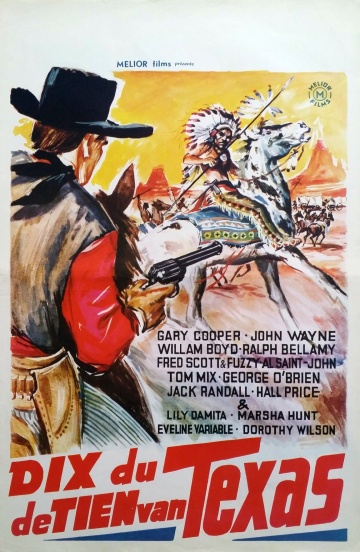 MELIOR films présente
MELIOR
M
FILMS
GARY COOPER · JOHN WAYNE
WILLAM BOYD · RALPH BELLAMY
FRED SCOTT & FUZZY · AL SAINT - JOHN
TOM MIX · GEORGE O'BRIEN
JACK RANDALL · HALL PRICE
&
LILY DAMITA · MARSHA HUNT
EVELINE VARIABLE · DOROTHY WILSON
DIX du
de TIEN van Texas